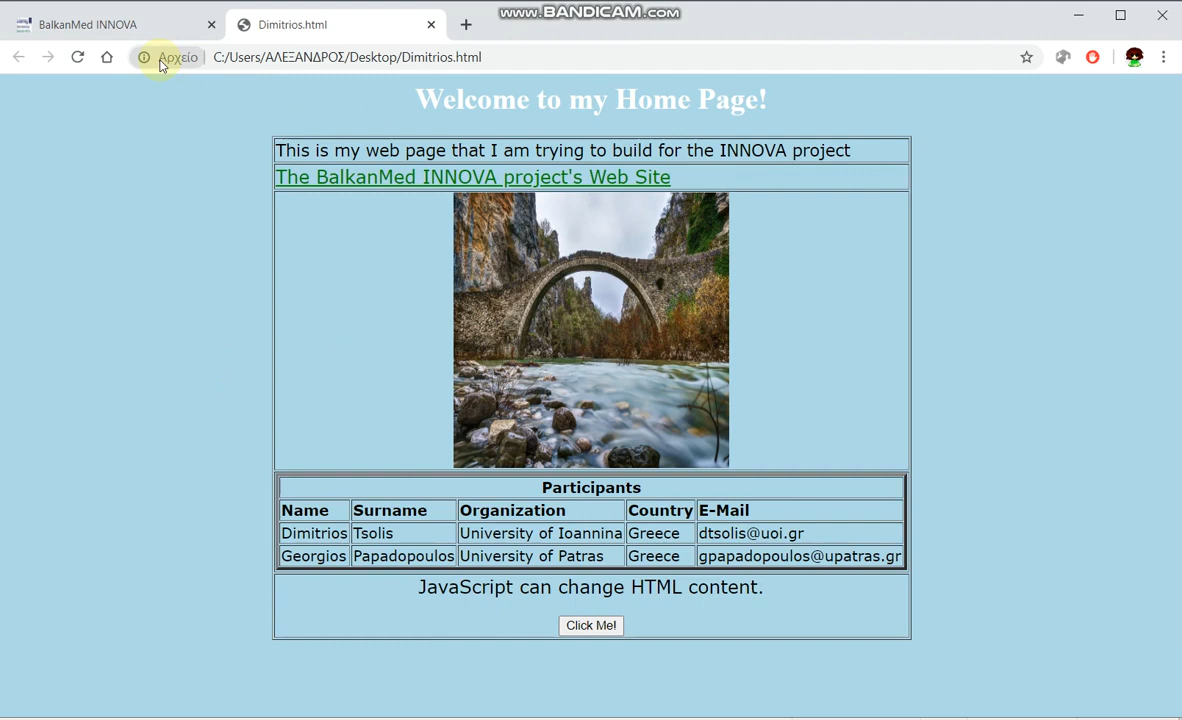 www.BANDICAM.com
BalkanMed INNOVA
Dimitrios.html
Αρχείο
C:/Users/ΑΛΕΞΑΝΔΡΟΣ/Desktop/Dimitrios.html
Welcome to my Home Page!
This is my web page that I am trying to build for the INNOVA project
The BalkanMed INNOVA project's Web Site
Participants
Name Surname Organization Country E-Mail
Dimitrios Tsolis University of Ioannina Greece dtsolis@uoi.gr
Georgios Papadopoulos University of Patras Greece gpapadopoulos@upatras.gr
JavaScript can change HTML content.
Click Me!